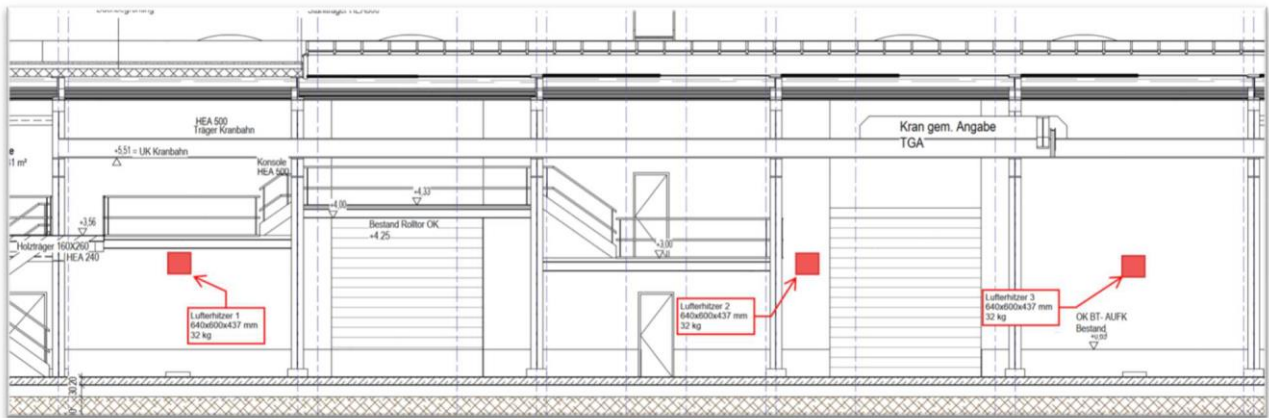 HEA 500
Träger Kranbahn
+5,51 = UK Kranbahn
Konsole
HEA 500
Kran gem. Angabe
TGA
+4,33
+4,00
Bestand Rolltor OK
+4.25
+3,56
Holzträger 160X260
HEA 240
+3,00
Lufterhitzer 1
640x600x437 mm
32 kg
Lufterhitzer 2
640x600x437 mm
32 kg
Lufterhitzer 3
640x600x437 mm
32 kg
OK BT- AUFK
Bestand
30
20